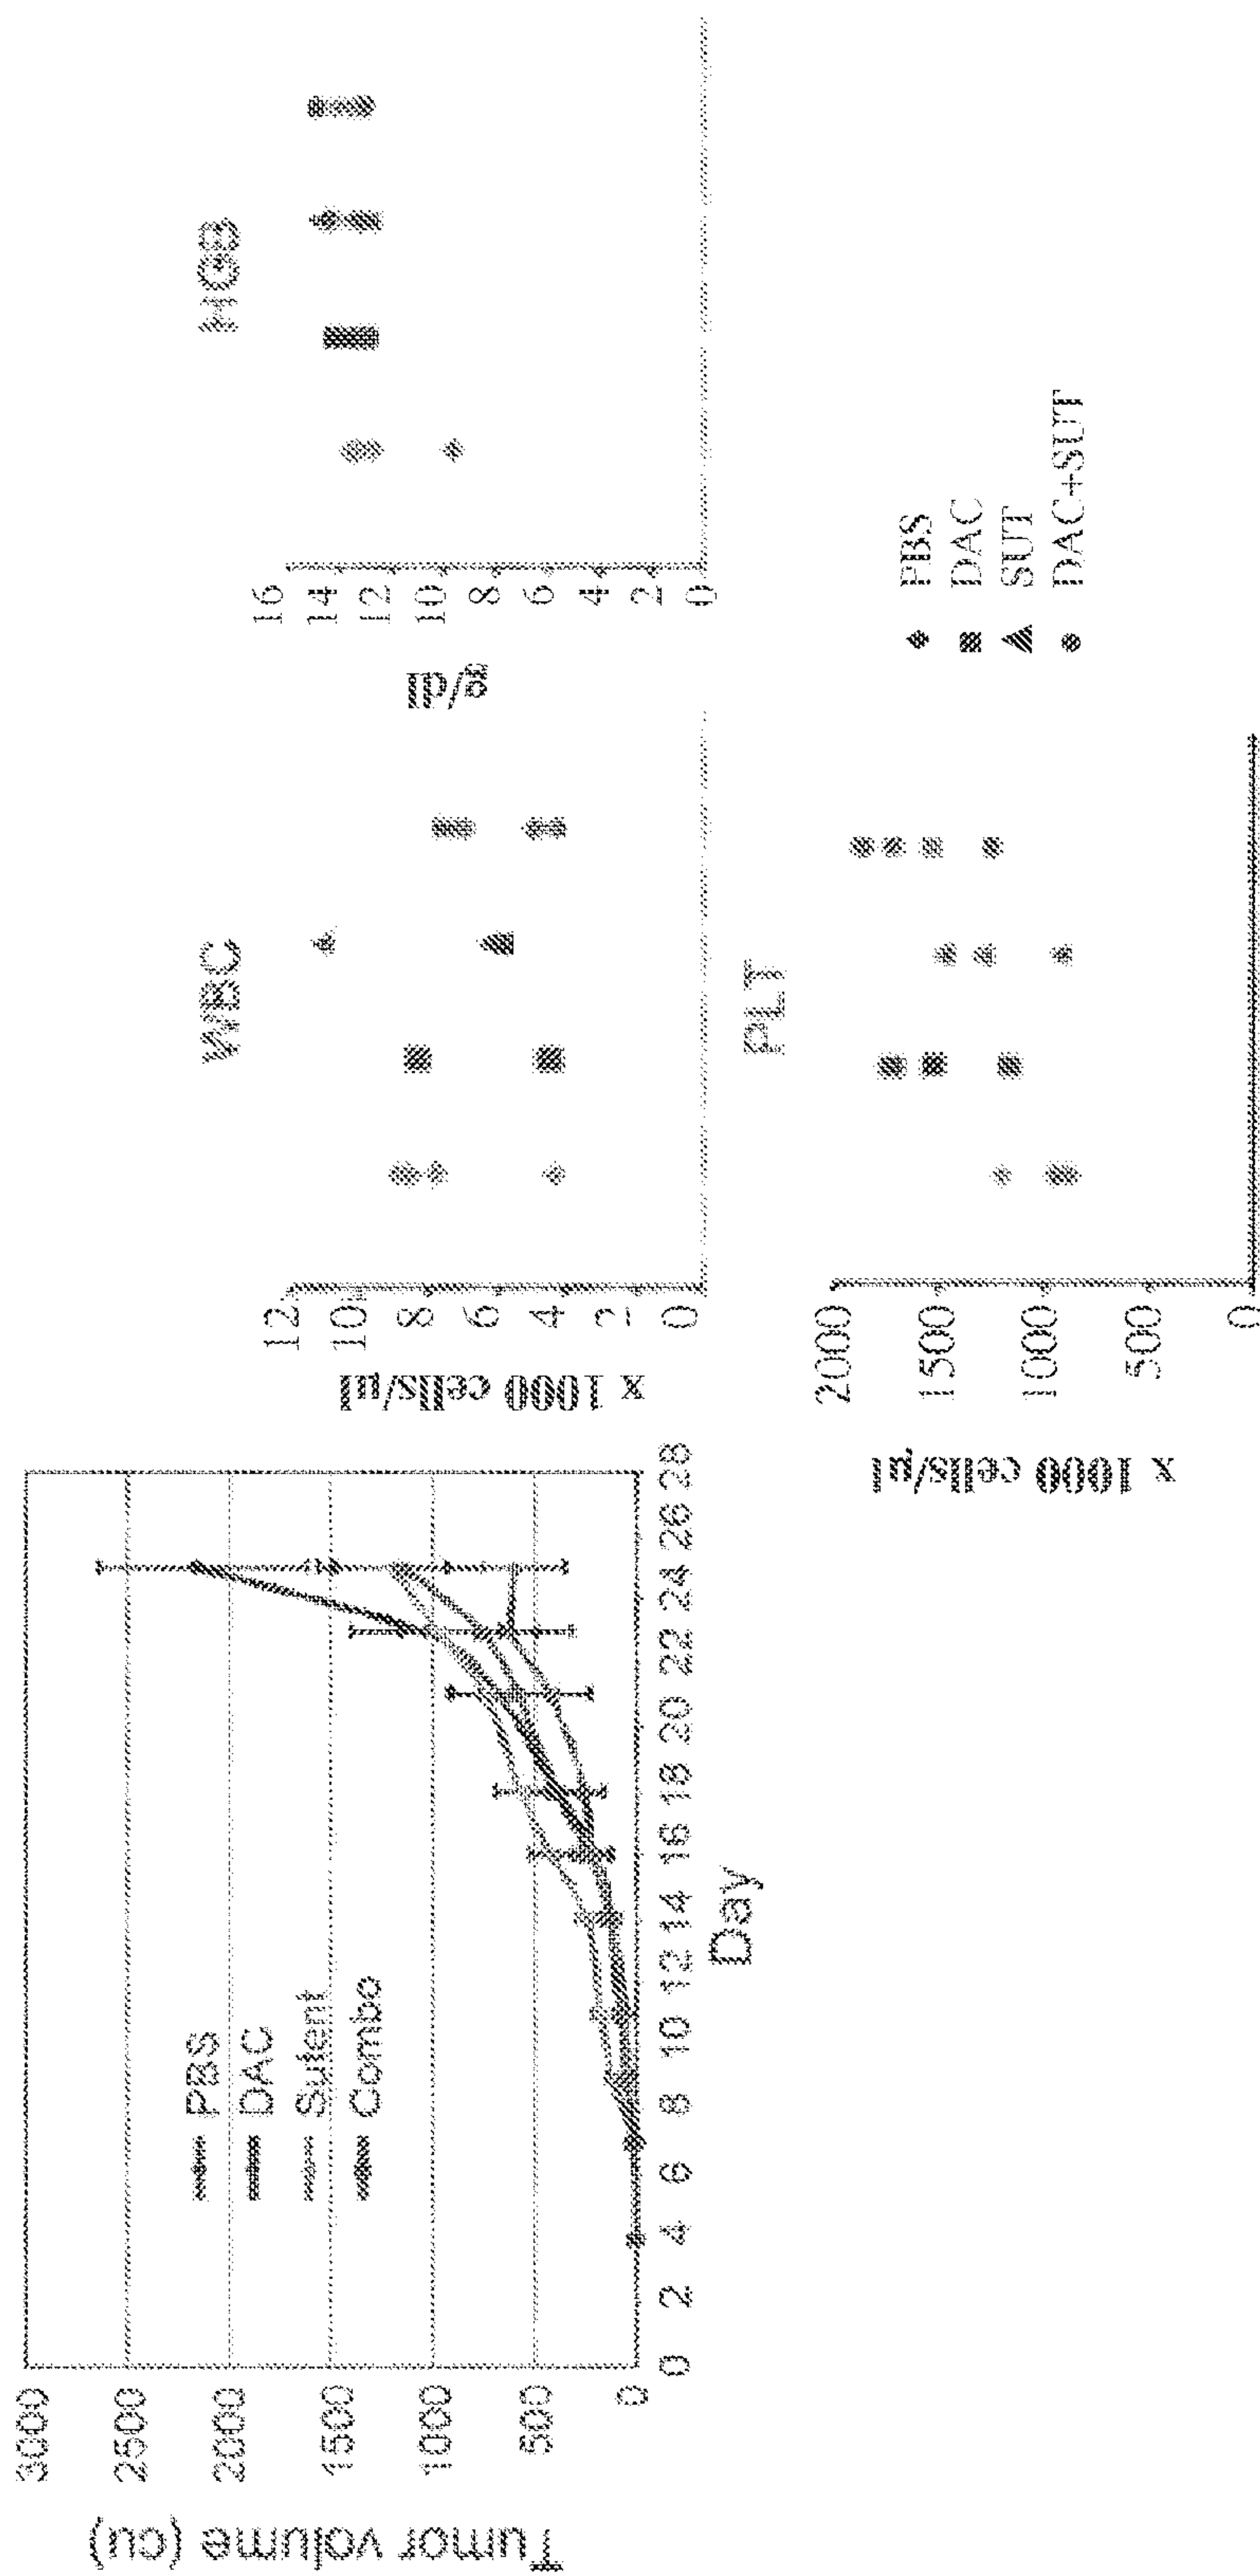 Tumor volume (cu)
3000
2500
2000
1500
1000
500
0
PBS
DAC
Sutent
Combo
0 2 4 6 8 10 12 14 16 18 20 22 24 26 28
Day
WBC
x 1000 cells/µl
12
10
8
6
4
2
0
HGB
g/dl
16
14
12
10
8
6
4
2
0
PLT
x 1000 cells/µl
2000
1500
1000
500
0
PBS
DAC
SUT
DAC+SUT